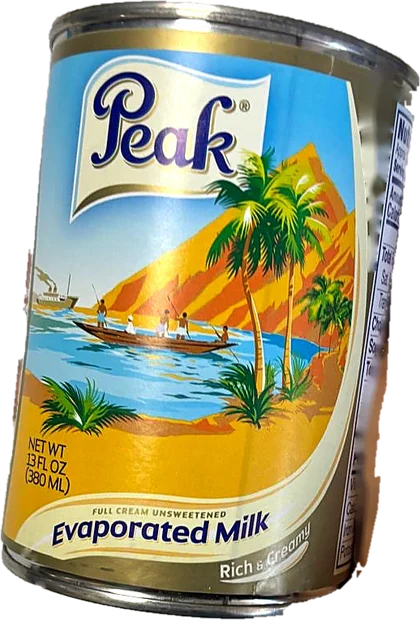 Peak®
NET WT
13 FL OZ
(380 ML)
FULL CREAM UNSWEETENED
Evaporated Milk
Rich & Creamy